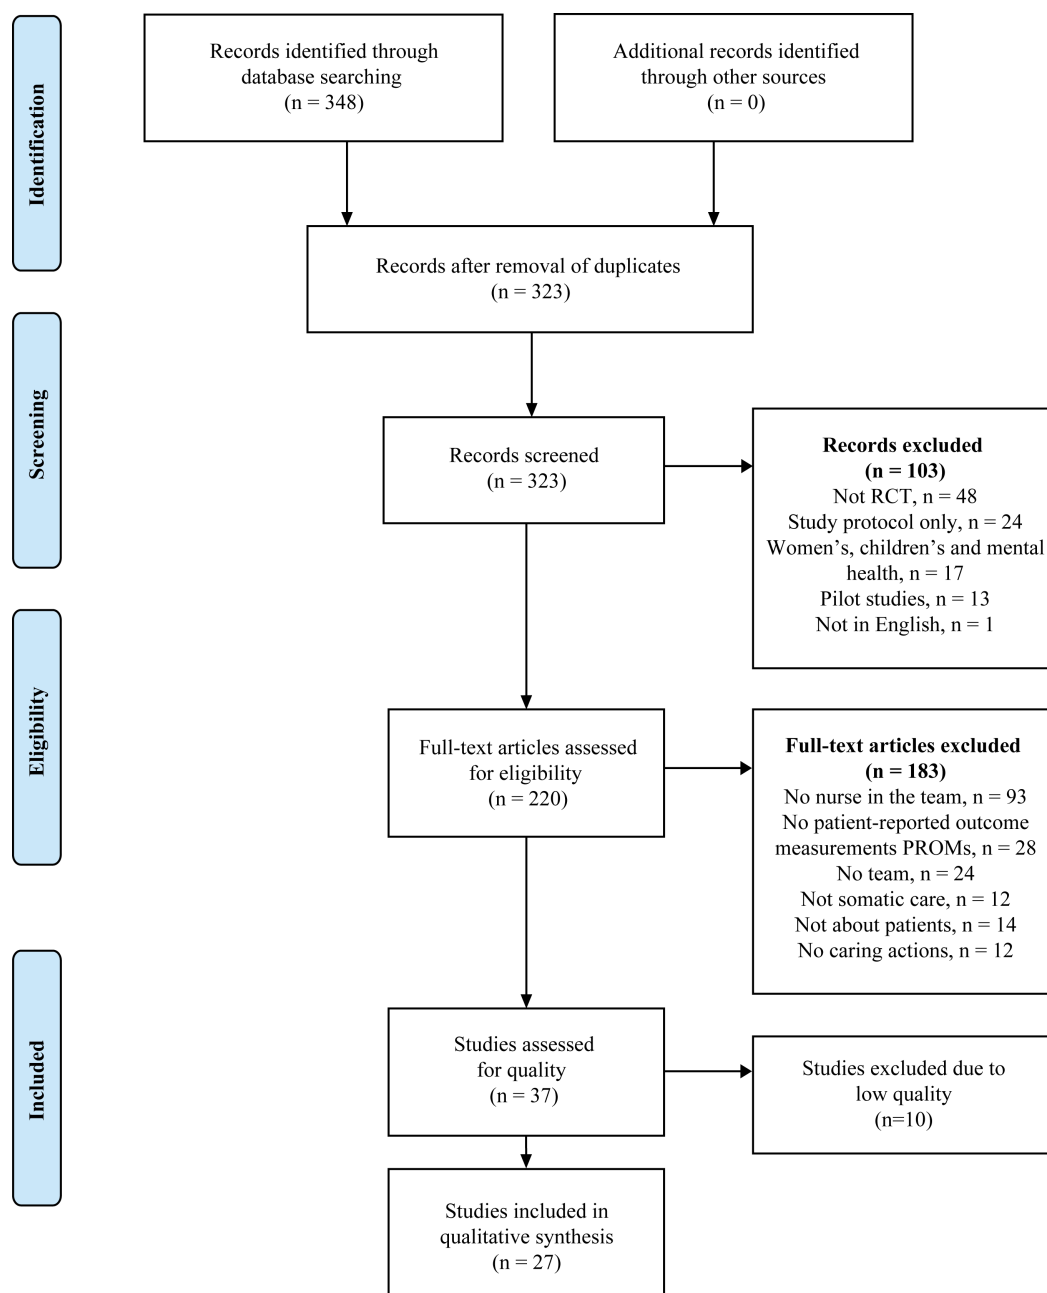 Identification
Records identified through
database searching
(n = 348)
Additional records identified
through other sources
(n = 0)
Records after removal of duplicates
(n = 323)
Screening
Records screened
(n = 323)
Records excluded
(n = 103)
Not RCT, n = 48
Study protocol only, n = 24
Women’s, children’s and mental
health, n = 17
Pilot studies, n = 13
Not in English, n = 1
Eligibility
Full-text articles assessed
for eligibility
(n = 220)
Full-text articles excluded
(n = 183)
No nurse in the team, n = 93
No patient-reported outcome
measurements PROMs, n = 28
No team, n = 24
Not somatic care, n = 12
Not about patients, n = 14
No caring actions, n = 12
Included
Studies assessed
for quality
(n = 37)
Studies excluded due to
low quality
(n=10)
Studies included in
qualitative synthesis
(n = 27)